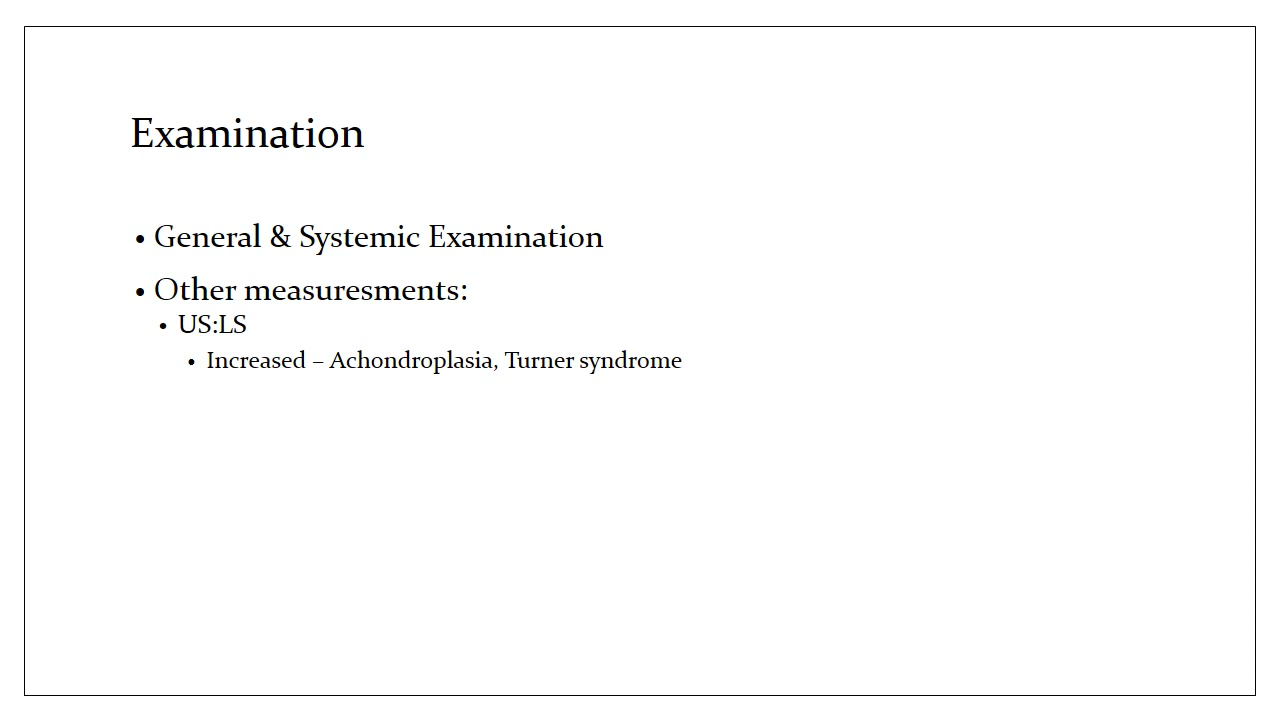 Examination
• General & Systemic Examination
• Other measuresments:
• US:LS
• Increased – Achondroplasia, Turner syndrome